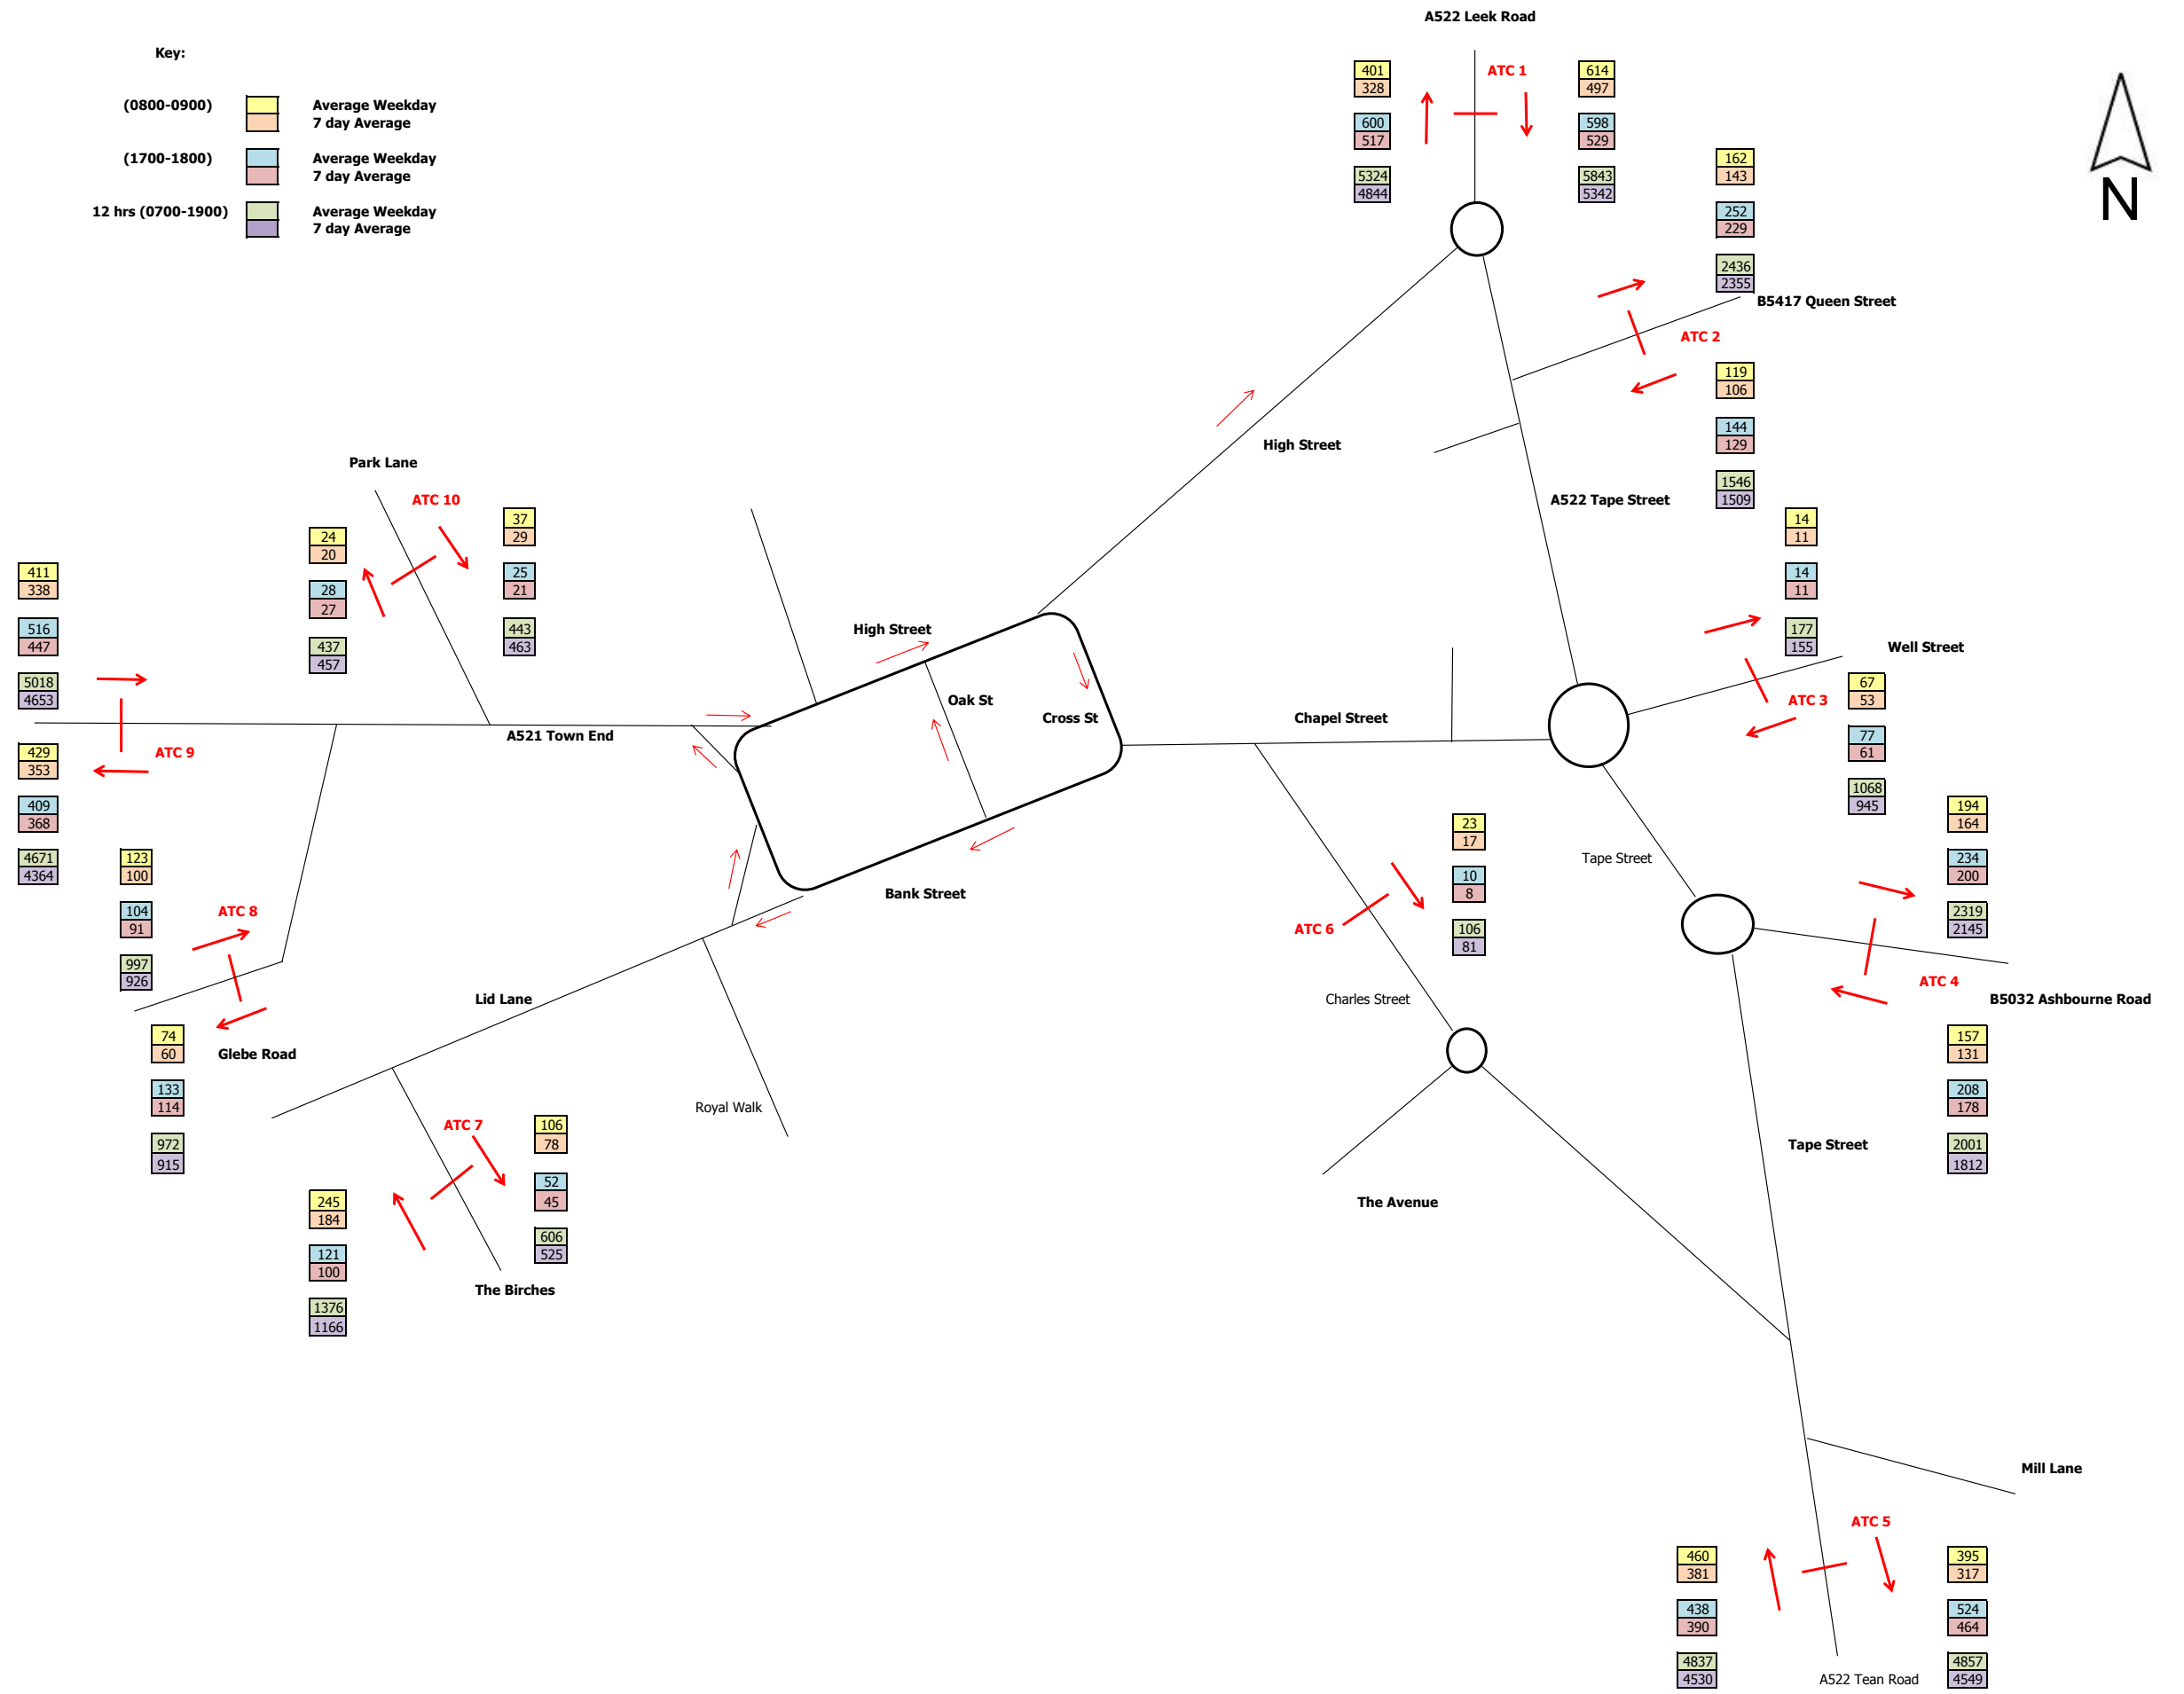 A522 Leek Road
Key:
(0800-0900)
Average Weekday
7 day Average
(1700-1800)
Average Weekday
7 day Average
12 hrs (0700-1900)
Average Weekday
7 day Average
401
328
600
517
5324
4844
ATC 1
614
497
598
529
5843
5342
N
162
143
252
229
2436
2355
B5417 Queen Street
ATC 2
119
106
144
129
1546
1509
High Street
A522 Tape Street
Park Lane
ATC 10
24
20
28
27
437
457
37
29
25
21
443
463
411
338
516
447
5018
4653
A521 Town End
ATC 9
429
353
409
368
4671
4364
High Street
Oak St
Cross St
Chapel Street
Bank Street
14
11
14
11
177
155
Well Street
ATC 3
67
53
77
61
1068
945
Tape Street
194
164
234
200
2319
2145
ATC 4
B5032 Ashbourne Road
157
131
208
178
2001
1812
23
17
10
8
106
81
ATC 6
Charles Street
The Avenue
Tape Street
123
100
104
91
997
926
ATC 8
74
60
133
114
972
915
Glebe Road
Lid Lane
Royal Walk
ATC 7
106
78
52
45
606
525
245
184
121
100
1376
1166
The Birches
Mill Lane
ATC 5
460
381
438
390
4837
4530
395
317
524
464
4857
4549
A522 Tean Road